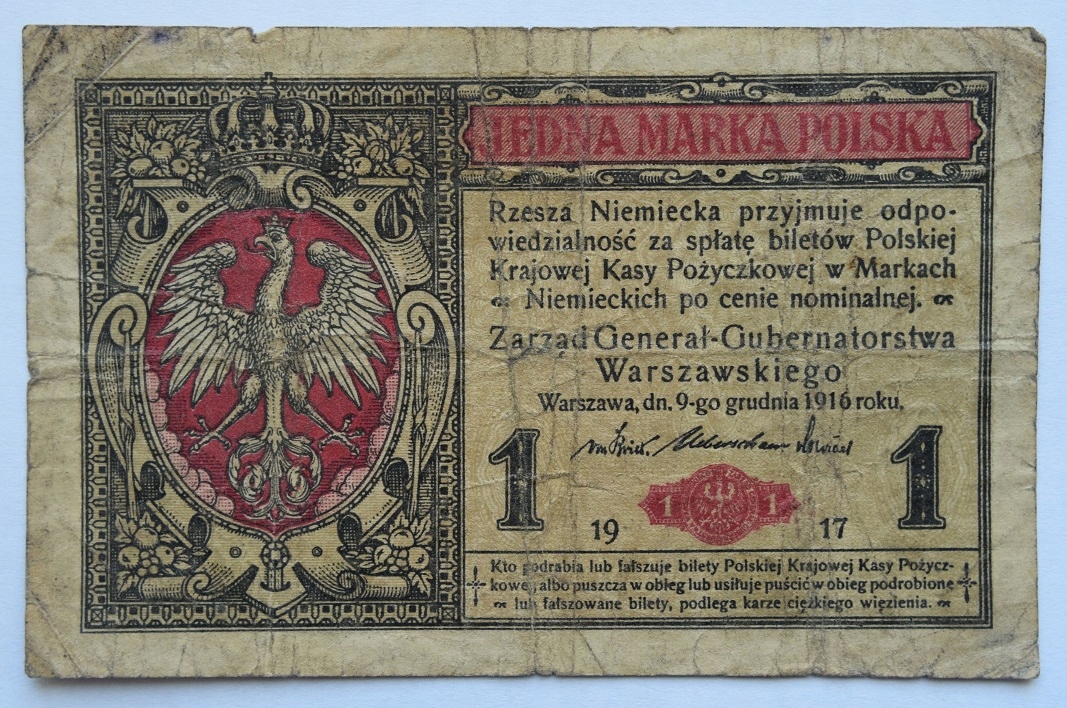 JEDNA MARKA POLSKA
Rzesza Niemiecka przyjmuje odpo-
wiedzialność za spłatę biletów Polskiej
Krajowej Kasy Pożyczkowej w Markach
Niemieckich po cenie nominalnej.
Zarząd Generał-Gubernatorstwa
Warszawskiego
Warszawa, dn. 9-go grudnia 1916 roku.
1 1
1 1
19 17
Kto podrabia lub fałszuje bilety Polskiej Krajowej Kasy Pożycz-
kowej, albo puszcza w obieg lub usiłuje puścić w obieg podrobione
lub fałszowane bilety, podlega karze ciężkiego więzienia.